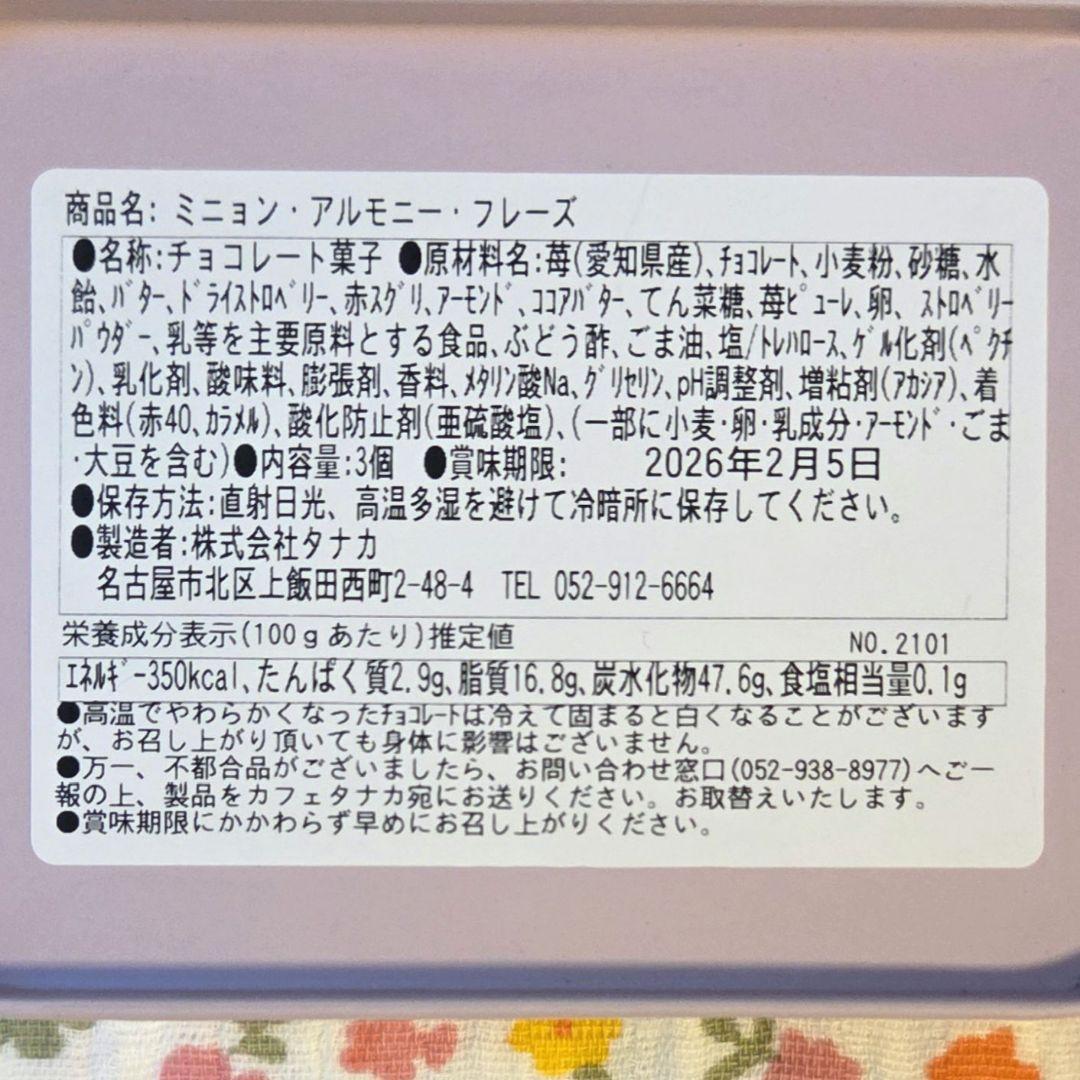 商品名: ミニョン・アルモニー・フレーズ
●名称:チョコレート菓子 ●原材料名:苺(愛知県産)、ﾁｮｺﾚｰﾄ、小麦粉、砂糖、水
飴、ﾊﾞﾀｰ、ﾄﾞﾗｲｽﾄﾛﾍﾞﾘｰ、赤ｽｸﾞﾘ、ｱｰﾓﾝﾄﾞ、ｺｺｱﾊﾞﾀｰ、てん菜糖、苺ﾋﾟｭｰﾚ、卵、 ｽﾄﾛﾍﾞﾘｰ
ﾊﾟｳﾀﾞｰ、乳等を主要原料とする食品、ぶどう酢、ごま油、塩/ﾄﾚﾊﾛｰｽ、ｹﾞﾙ化剤(ﾍﾟｸﾁ
ﾝ)、乳化剤、酸味料、膨張剤、香料、ﾒﾀﾘﾝ酸Na、ｸﾞﾘｾﾘﾝ、pH調整剤、増粘剤(ｱｶｼｱ)、着
色料(赤40、ｶﾗﾒﾙ)、酸化防止剤(亜硫酸塩)、(一部に小麦・卵・乳成分・ｱｰﾓﾝﾄﾞ・ごま
・大豆を含む)●内容量:3個 ●賞味期限: 2026年2月5日
●保存方法:直射日光、高温多湿を避けて冷暗所に保存してください。
●製造者:株式会社タナカ
名古屋市北区上飯田西町2-48-4 TEL 052-912-6664
栄養成分表示(100gあたり)推定値 NO.2101
ｴﾈﾙｷﾞｰ350kcal、たんぱく質2.9g、脂質16.8g、炭水化物47.6g、食塩相当量0.1g
●高温でやわらかくなったﾁｮｺﾚｰﾄは冷えて固まると白くなることがございます
が、お召し上がり頂いても身体に影響はございません。
●万一、不都合品がございましたら、お問い合わせ窓口(052-938-8977)へご一
報の上、製品をカフェタナカ宛にお送りください。お取替えいたします。
●賞味期限にかかわらず早めにお召し上がりください。